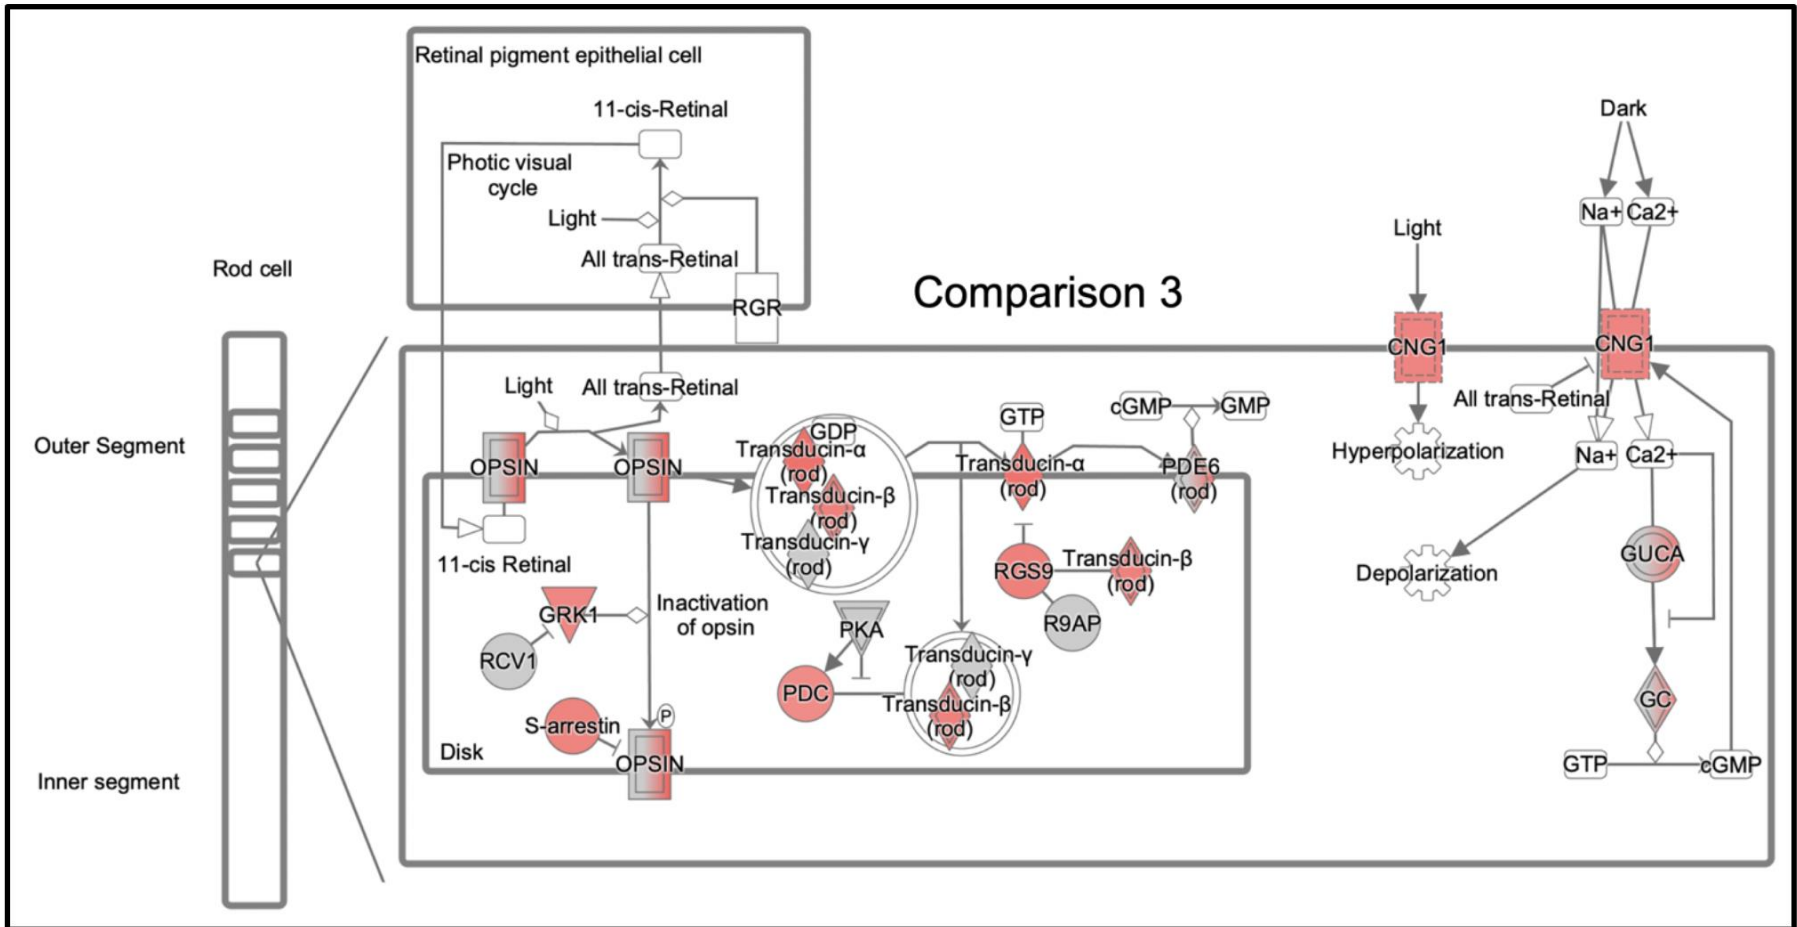 Retinal pigment epithelial cell
11-cis-Retinal
Photic visual
cycle
Light
All trans-Retinal
RGR
Rod cell
Outer Segment
Inner segment
Comparison 3
Dark
Na+
Ca2+
Light
CNG1
CNG1
All trans-Retinal
Hyperpolarization
Na+
Ca2+
Depolarization
GUCA
GC
GTP
cGMP
Light
All trans-Retinal
OPSIN
OPSIN
11-cis Retinal
GDP
Transducin-α
(rod)
Transducin-β
(rod)
Transducin-γ
(rod)
GTP
Transducin-α
(rod)
cGMP
GMP
PDE6
(rod)
RGS9
Transducin-β
(rod)
R9AP
GRK1
RCV1
Inactivation
of opsin
PKA
PDC
Transducin-γ
(rod)
Transducin-β
(rod)
S-arrestin
P
OPSIN
Disk